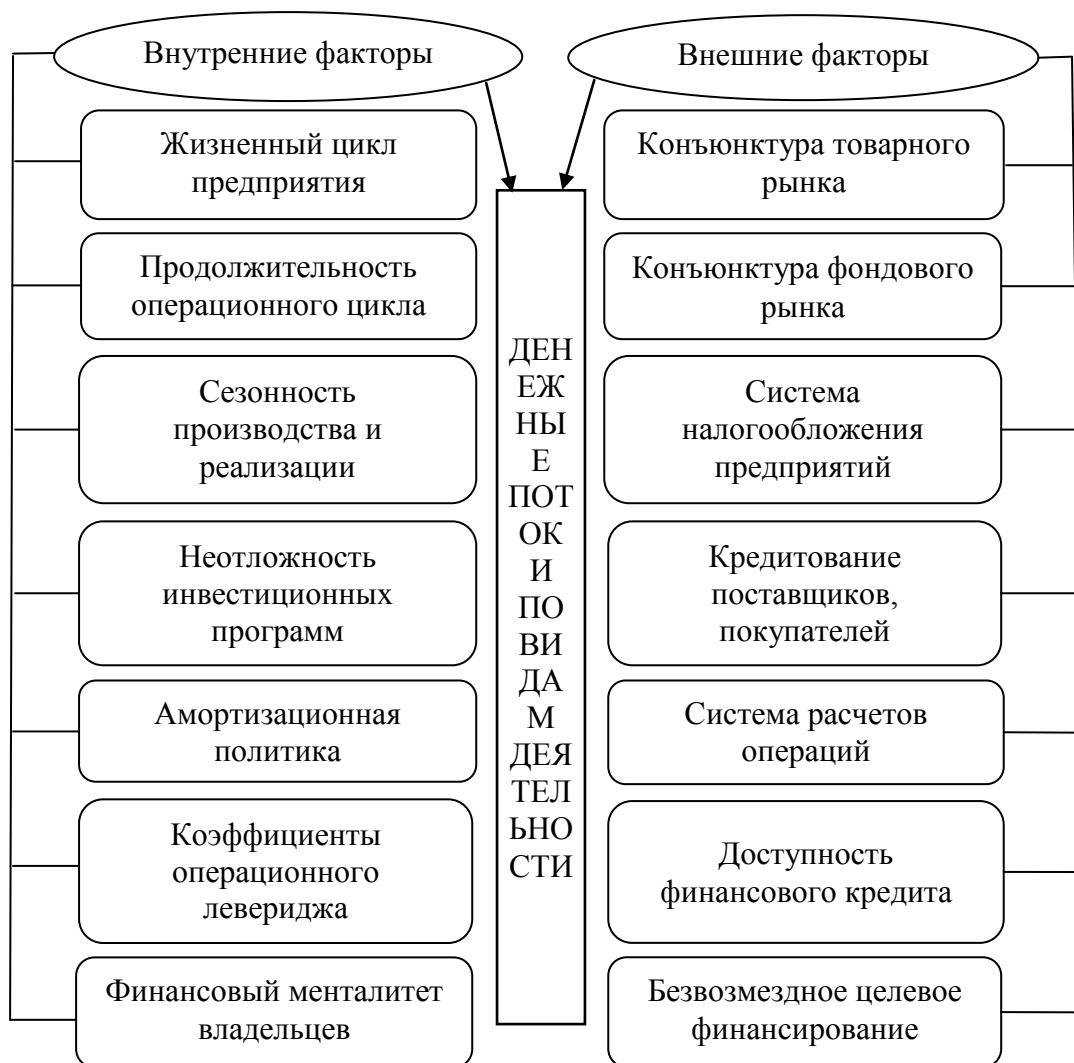 Внутренние факторы
Жизненный цикл
предприятия
Продолжительность
операционного цикла
Сезонность
производства и
реализации
Неотложность
инвестиционных
программ
Амортизационная
политика
Коэффициенты
операционного
левериджа
Финансовый менталитет
владельцев
ДЕН
ЕЖ
НЫ
Е
ПОТ
ОК
И
ПО
ВИ
ДА
М
ДЕЯ
ТЕЛ
ЬНО
СТИ
Внешние факторы
Конъюнктура товарного
рынка
Конъюнктура фондового
рынка
Система
налогообложения
предприятий
Кредитование
поставщиков,
покупателей
Система расчетов
операций
Доступность
финансового кредита
Безвозмездное целевое
финансирование